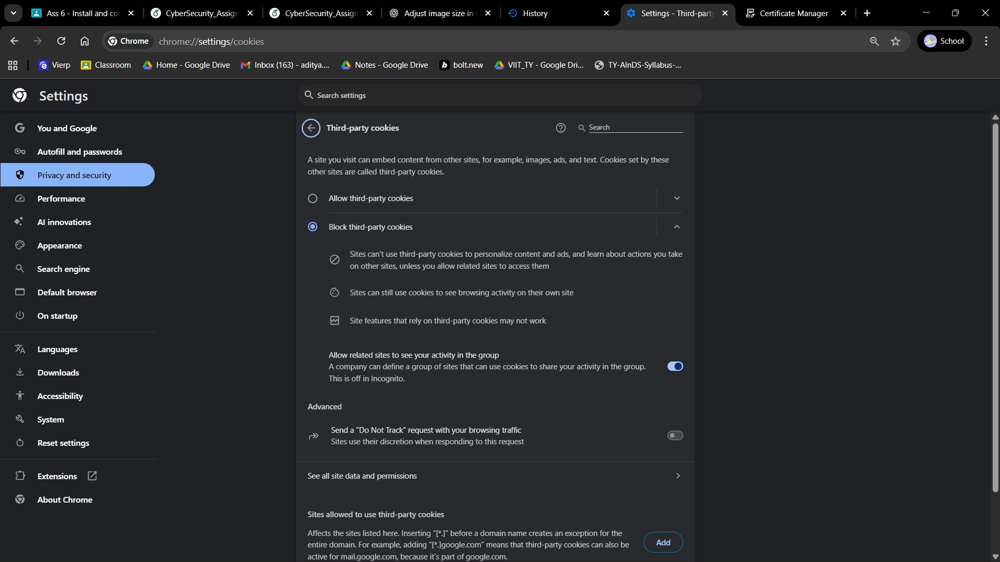 Ass 6 - Install and co
CyberSecurity_Assign
CyberSecurity_Assign
Adjust image size in
History
Settings - Third-party
Certificate Manager
Chrome
chrome://settings/cookies
School
Vierp
Classroom
Home - Google Drive
Inbox (163) - aditya....
Notes - Google Drive
bolt.new
VIIT_TY - Google Dri...
TY-AInDS-Syllabus-...
Settings
Search settings
You and Google
Autofill and passwords
Privacy and security
Performance
AI innovations
Appearance
Search engine
Default browser
On startup
Languages
Downloads
Accessibility
System
Reset settings
Extensions
About Chrome
Third-party cookies
Search
A site you visit can embed content from other sites, for example, images, ads, and text. Cookies set by these
other sites are called third-party cookies.
Allow third-party cookies
Block third-party cookies
Sites can't use third-party cookies to personalize content and ads, and learn about actions you take
on other sites, unless you allow related sites to access them
Sites can still use cookies to see browsing activity on their own site
Site features that rely on third-party cookies may not work
Allow related sites to see your activity in the group
A company can define a group of sites that can use cookies to share your activity in the group.
This is off in Incognito.
Advanced
Send a "Do Not Track" request with your browsing traffic
Sites use their discretion when responding to this request
See all site data and permissions
Sites allowed to use third-party cookies
Affects the sites listed here. Inserting “[*.]” before a domain name creates an exception for the
entire domain. For example, adding “[*.]google.com” means that third-party cookies can also be
active for mail.google.com, because it's part of google.com.
Add